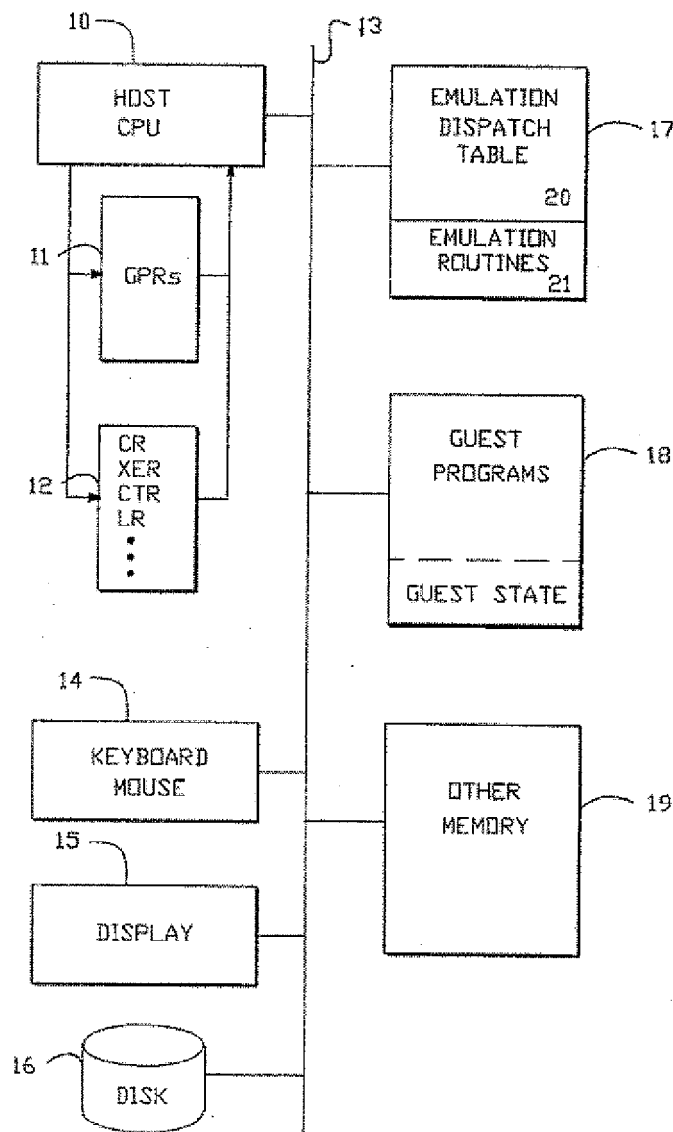 10
13
HOST
CPU
EMULATION
DISPATCH
TABLE
20
17
EMULATION
ROUTINES
21
11
GPRs
12
CR
XER
CTR
LR
GUEST
PROGRAMS
18
GUEST STATE
14
KEYBOARD
MOUSE
OTHER
MEMORY
19
15
DISPLAY
16
DISK